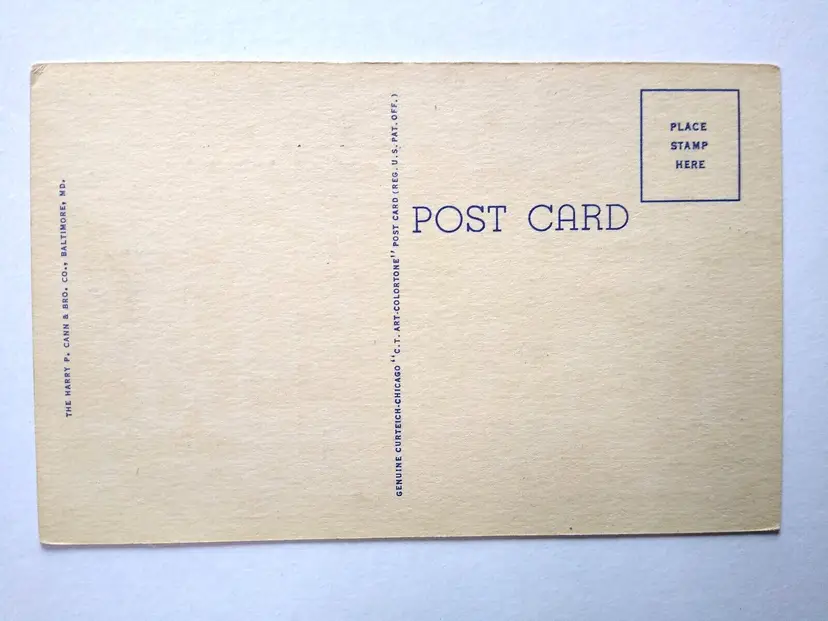 THE HARRY P. CANN & BRO. CO., BALTIMORE, MD.
GENUINE CURTEICH-CHICAGO "C.T. ART-COLORTONE" POST CARD (REG. U.S. PAT. OFF.)
POST CARD
PLACE
STAMP
HERE